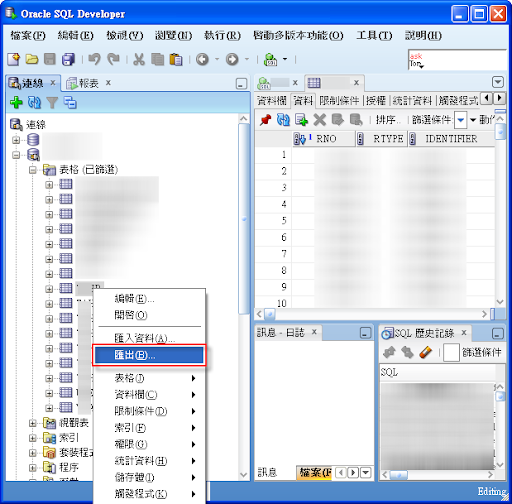 Oracle SQL Developer
檔案(F) 編輯(E) 檢視(V) 瀏覽(N) 執行(R) 啓動多版本功能(O) 工具(T) 說明(H)
ask
Tom
連線 × 報表 ×
連線
表格 (已篩選)
視觀表
索引
套裝程式
程序
編輯(E)...
開啓(O)
匯入資料(A)...
匯出(B)...
表格(J)
資料欄(C)
限制條件(D)
索引(F)
權限(G)
統計資料(H)
儲存體(I)
觸發程式(K)
資料欄 資料 限制條件 授權 統計資料 觸發程式
排序.. 篩選條件 動作
RNO RTYPE IDENTIFIER
1
2
3
4
5
6
7
8
9
10
訊息 - 日誌 ×
訊息 檔案(F
SQL 歷史記錄 ×
篩選條件
SQL
Editing